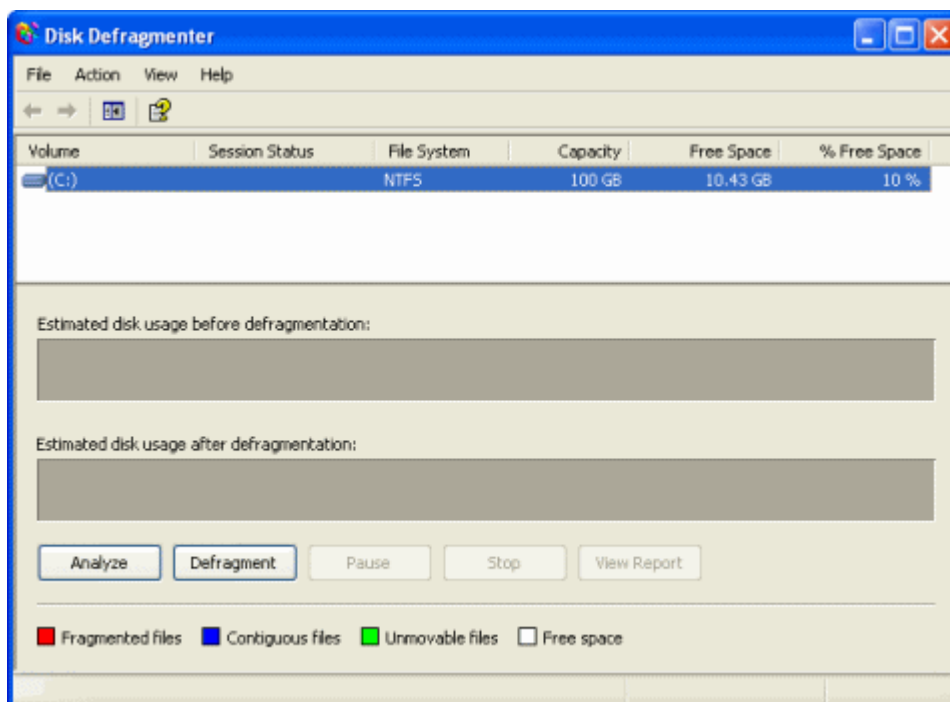 Disk Defragmenter
File Action View Help
Volume Session Status File System Capacity Free Space % Free Space
(C:) NTFS 100 GB 10.43 GB 10 %
Estimated disk usage before defragmentation:
Estimated disk usage after defragmentation:
Analyze Defragment Pause Stop View Report
Fragmented files Contiguous files Unmovable files Free space